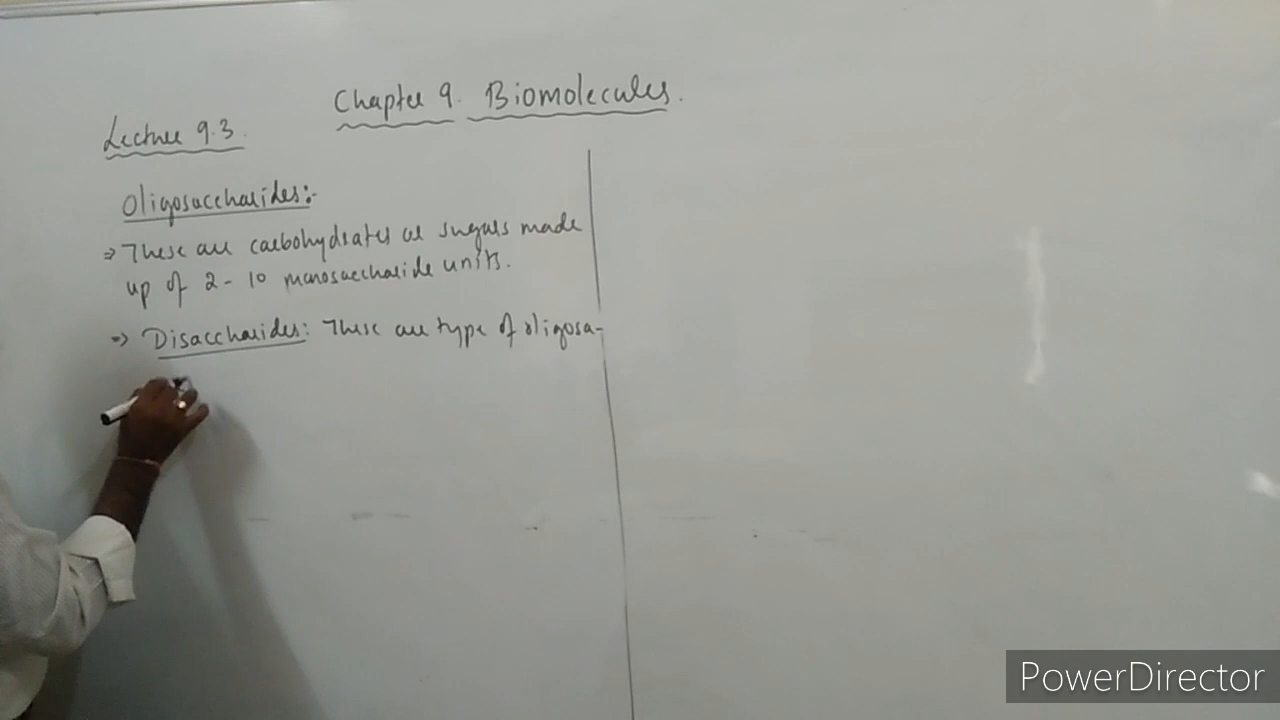 Chapter 9. Biomolecules.
Lecture 9.3.
Oligosaccharides:-
⇒ These are carbohydrates or sugars made
up of 2-10 monosaccharide units.
⇒ Disaccharides: These are type of oligosa-
PowerDirector